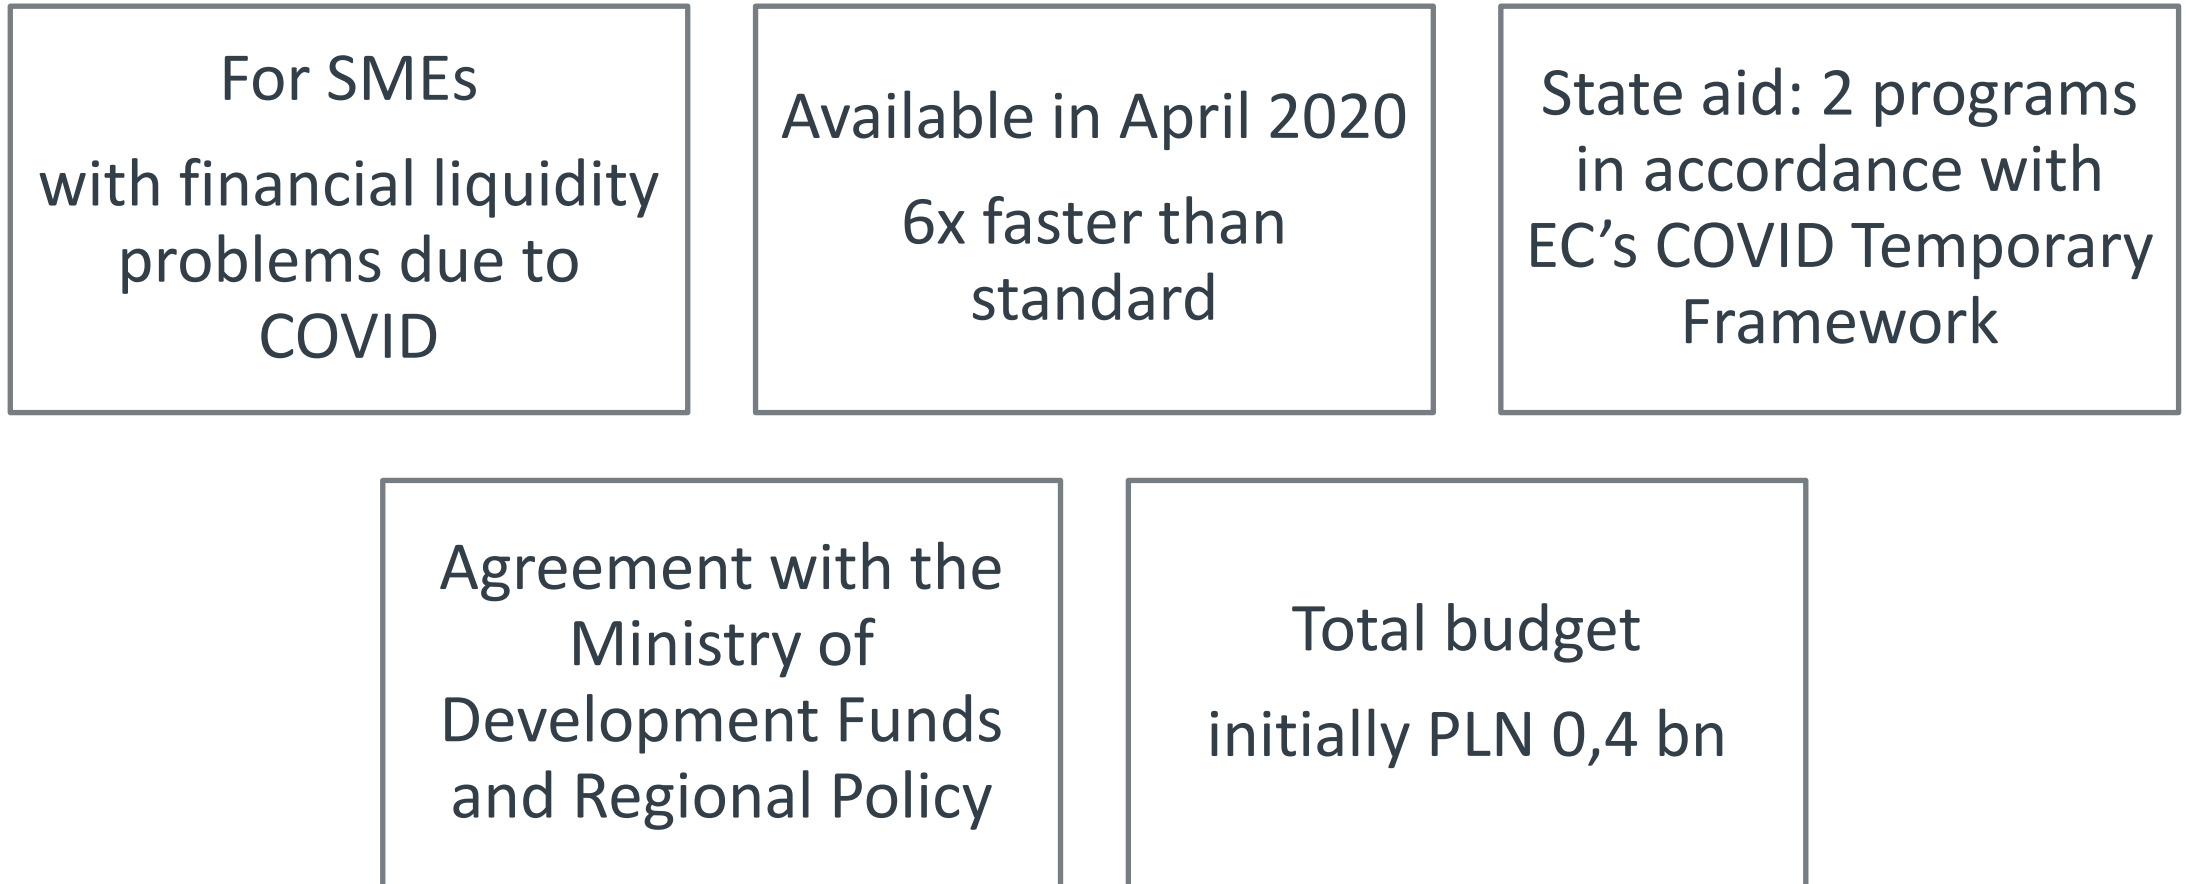 For SMEs
with financial liquidity
problems due to
COVID
Available in April 2020
6x faster than
standard
State aid: 2 programs
in accordance with
EC’s COVID Temporary
Framework
Agreement with the
Ministry of
Development Funds
and Regional Policy
Total budget
initially PLN 0,4 bn